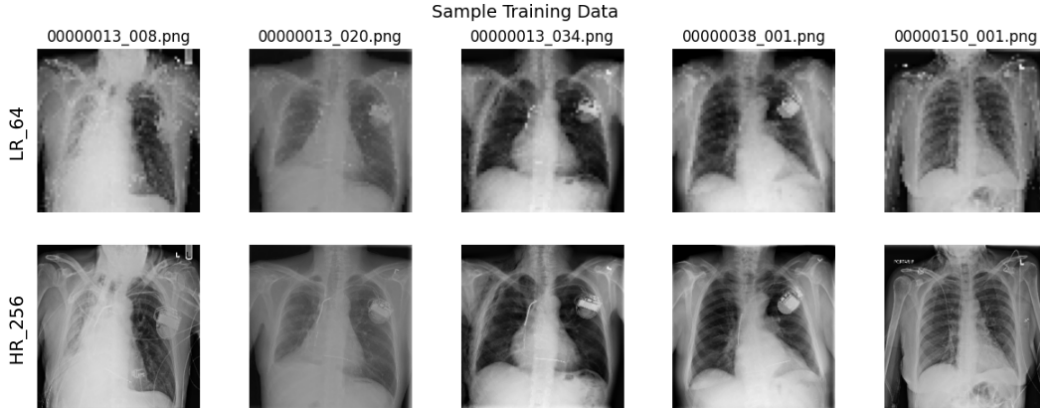 Sample Training Data
00000013_008.png
00000013_020.png
00000013_034.png
00000038_001.png
00000150_001.png
LR_64
HR_256